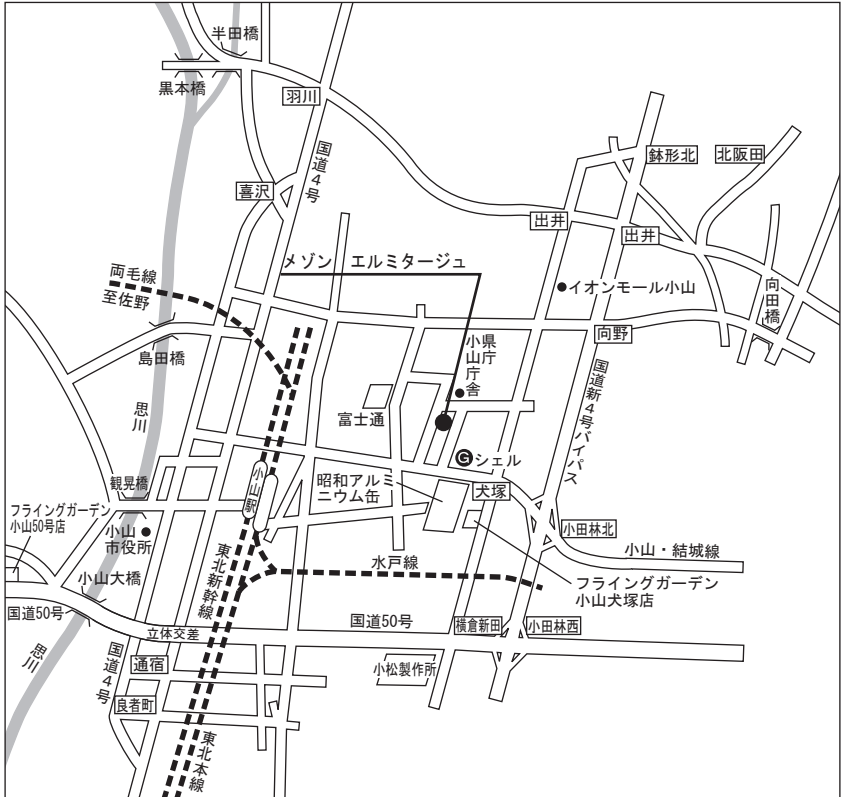 半田橋
黒本橋
羽川
国道4号
喜沢
鉢形北
北阪田
出井
出井
メゾン エルミタージュ
両毛線
至佐野
イオンモール小山
向田橋
島田橋
向野
小山庁舎
県庁
国道新4号バイパス
思川
富士通
G
シェル
小山駅
昭和アルミ
ニウム缶
犬塚
観晃橋
フライングガーデン
小山50号店
小山
市役所
小田林北
小山・結城線
水戸線
東北新幹線
フライングガーデン
小山犬塚店
小山大橋
国道50号
国道50号
立体交差
横倉新田
小田林西
思川
国道4号
通宿
小松製作所
良者町
東北本線